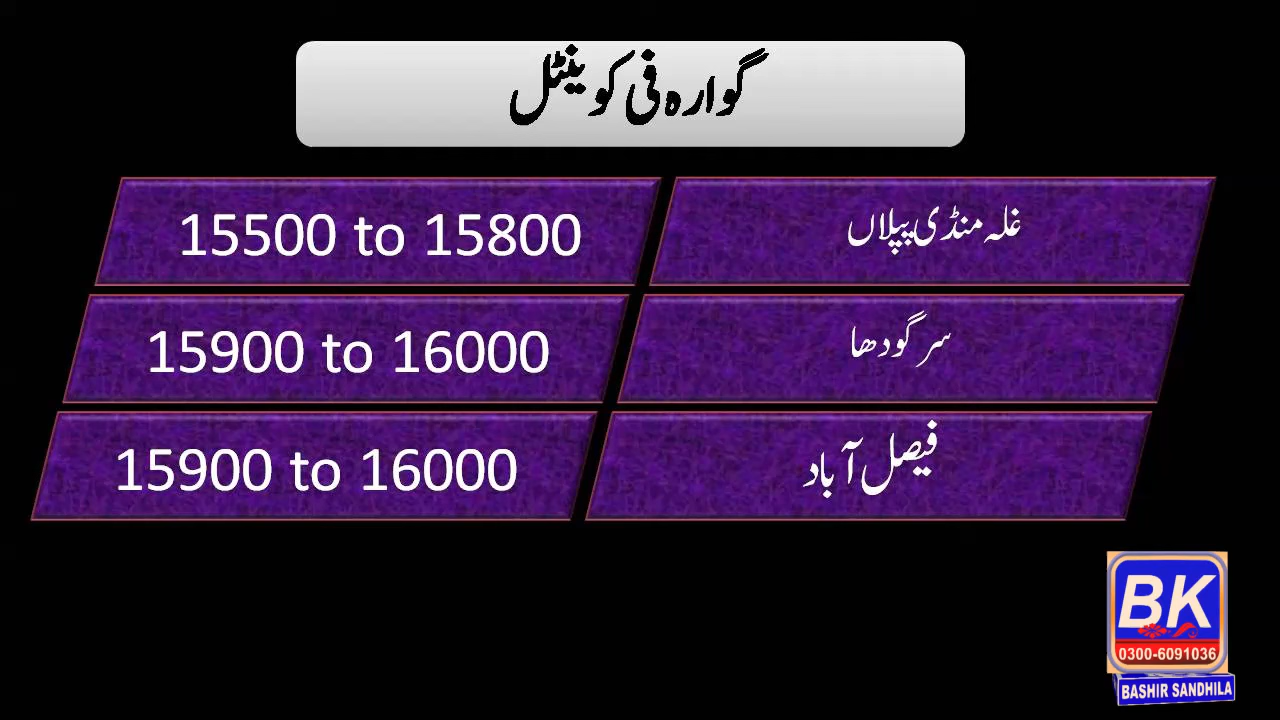 گوارہ فی کوینٹل
غلہ منڈی پپلاں 15500 to 15800
سرگودھا 15900 to 16000
فیصل آباد 15900 to 16000
BK
0300-6091036
BASHIR SANDHILA